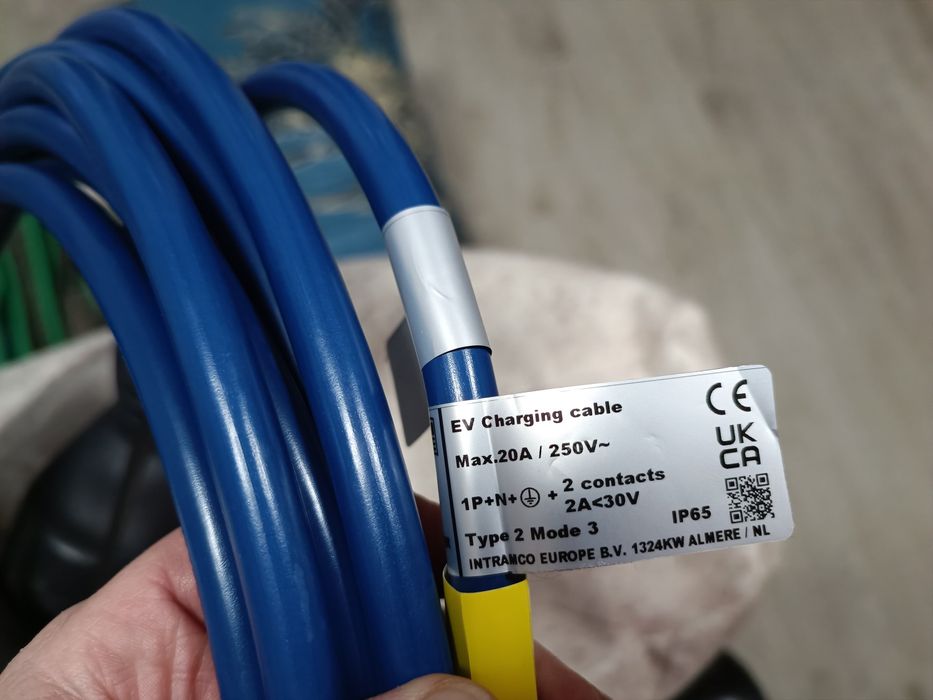 EV Charging cable
CE
Max.20A / 250V~
UK
CA
1P+N+⏚ + 2 contacts
2A<30V
Type 2 Mode 3
IP65
INTRAMCO EUROPE B.V. 1324KW ALMERE / NL